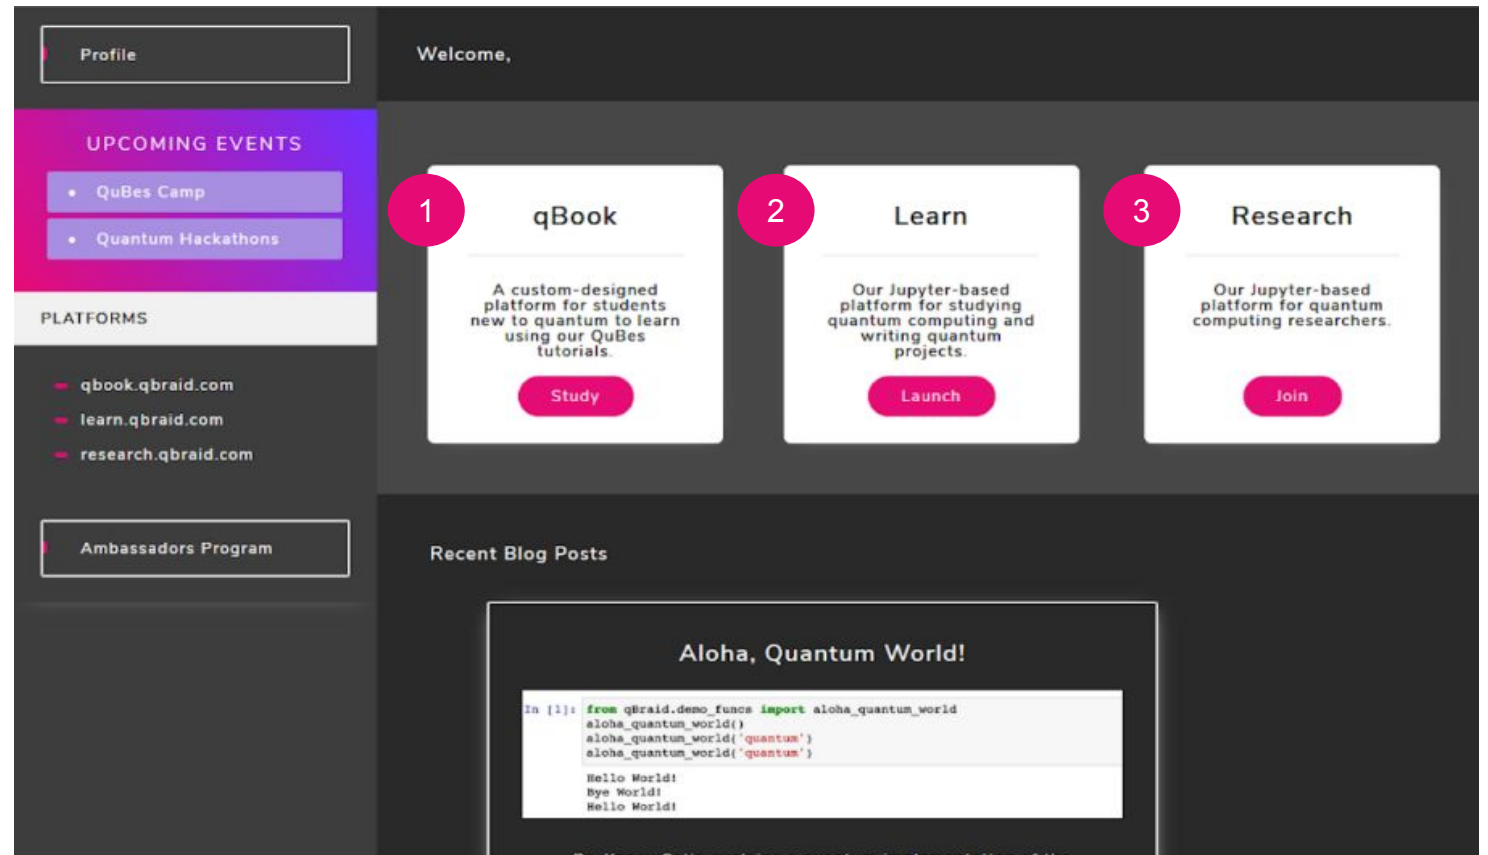 Profile
Welcome,
UPCOMING EVENTS
• QuBes Camp
• Quantum Hackathons
PLATFORMS
qbook.qbraid.com
learn.qbraid.com
research.qbraid.com
Ambassadors Program
1
qBook
A custom-designed
platform for students
new to quantum to learn
using our QuBes
tutorials.
Study
2
Learn
Our Jupyter-based
platform for studying
quantum computing and
writing quantum
projects.
Launch
3
Research
Our Jupyter-based
platform for quantum
computing researchers.
Join
Recent Blog Posts
Aloha, Quantum World!
In [1]: from qBraid.demo_funcs import aloha_quantum_world
aloha_quantum_world()
aloha_quantum_world('quantum')
aloha_quantum_world('quantum')
Hello World!
Bye World!
Hello World!